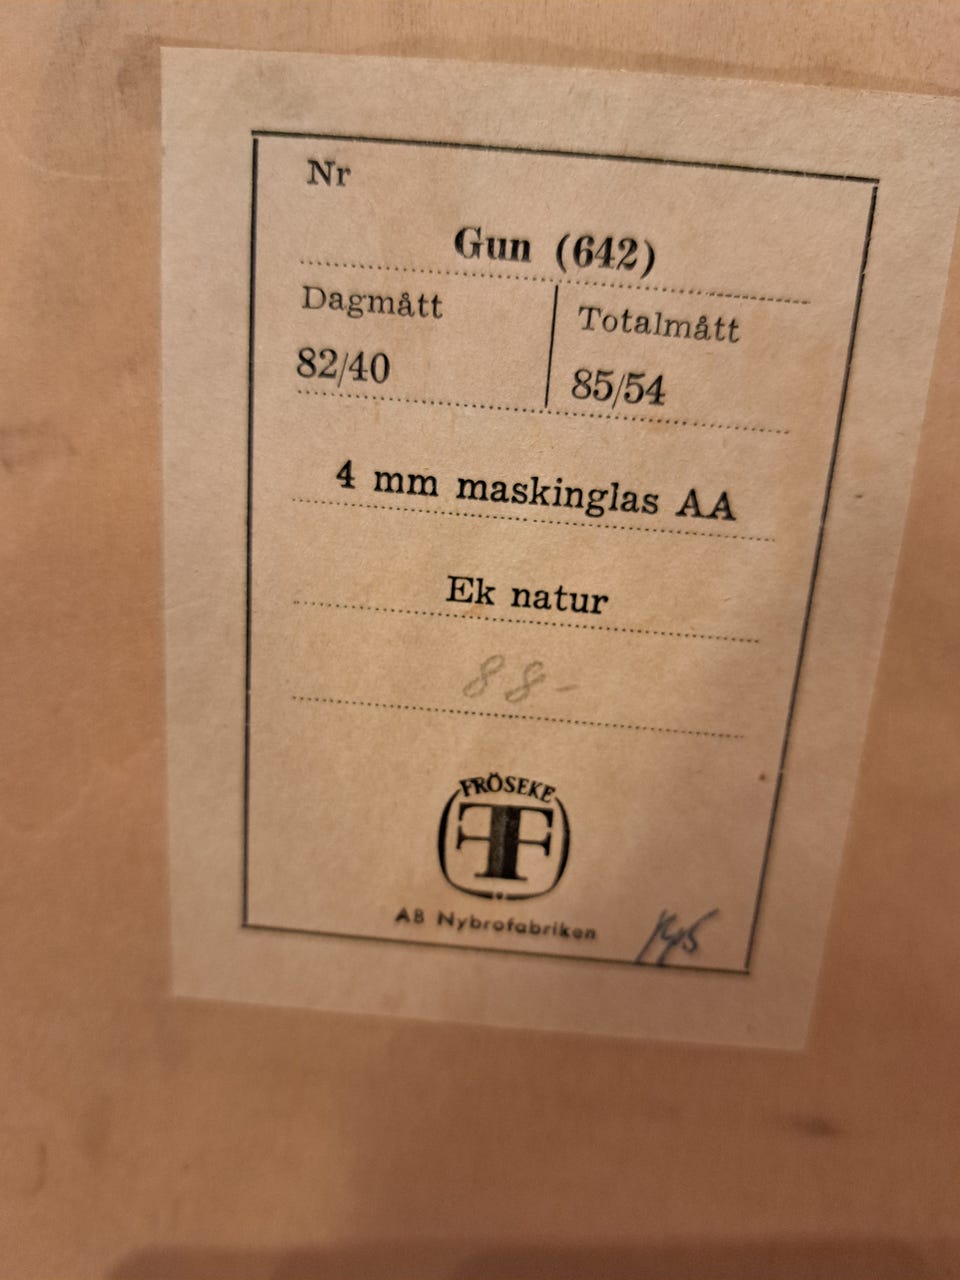 Nr
Gun (642)
Dagmått
Totalmått
82/40
85/54
4 mm maskinglas AA
Ek natur
88-
FRÖSEKE
F
AB Nybrofabriken